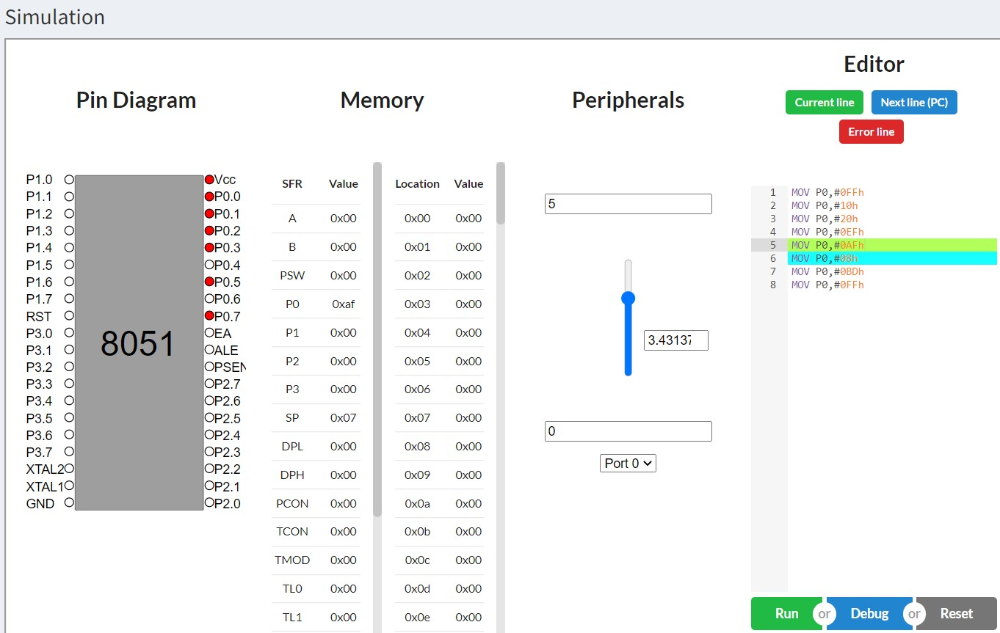 Simulation
Pin Diagram
P1.0 Vcc
P1.1 P0.0
P1.2 P0.1
P1.3 P0.2
P1.4 P0.3
P1.5 P0.4
P1.6 P0.5
P1.7 P0.6
RST P0.7
P3.0 EA
P3.1 ALE
P3.2 PSEN
P3.3 P2.7
P3.4 P2.6
P3.5 P2.5
P3.6 P2.4
P3.7 P2.3
XTAL2 P2.2
XTAL1 P2.1
GND P2.0
8051
Memory
SFR Value
A 0x00
B 0x00
PSW 0x00
P0 0xaf
P1 0x00
P2 0x00
P3 0x00
SP 0x07
DPL 0x00
DPH 0x00
PCON 0x00
TCON 0x00
TMOD 0x00
TL0 0x00
TL1 0x00
Location Value
0x00 0x00
0x01 0x00
0x02 0x00
0x03 0x00
0x04 0x00
0x05 0x00
0x06 0x00
0x07 0x00
0x08 0x00
0x09 0x00
0x0a 0x00
0x0b 0x00
0x0c 0x00
0x0d 0x00
0x0e 0x00
Peripherals
5
3.43137
0
Port 0
Editor
Current line Next line (PC)
Error line
1 MOV P0,#0FFh
2 MOV P0,#10h
3 MOV P0,#20h
4 MOV P0,#0EFh
5 MOV P0,#0AFh
6 MOV P0,#08h
7 MOV P0,#0BDh
8 MOV P0,#0FFh
Run or Debug or Reset